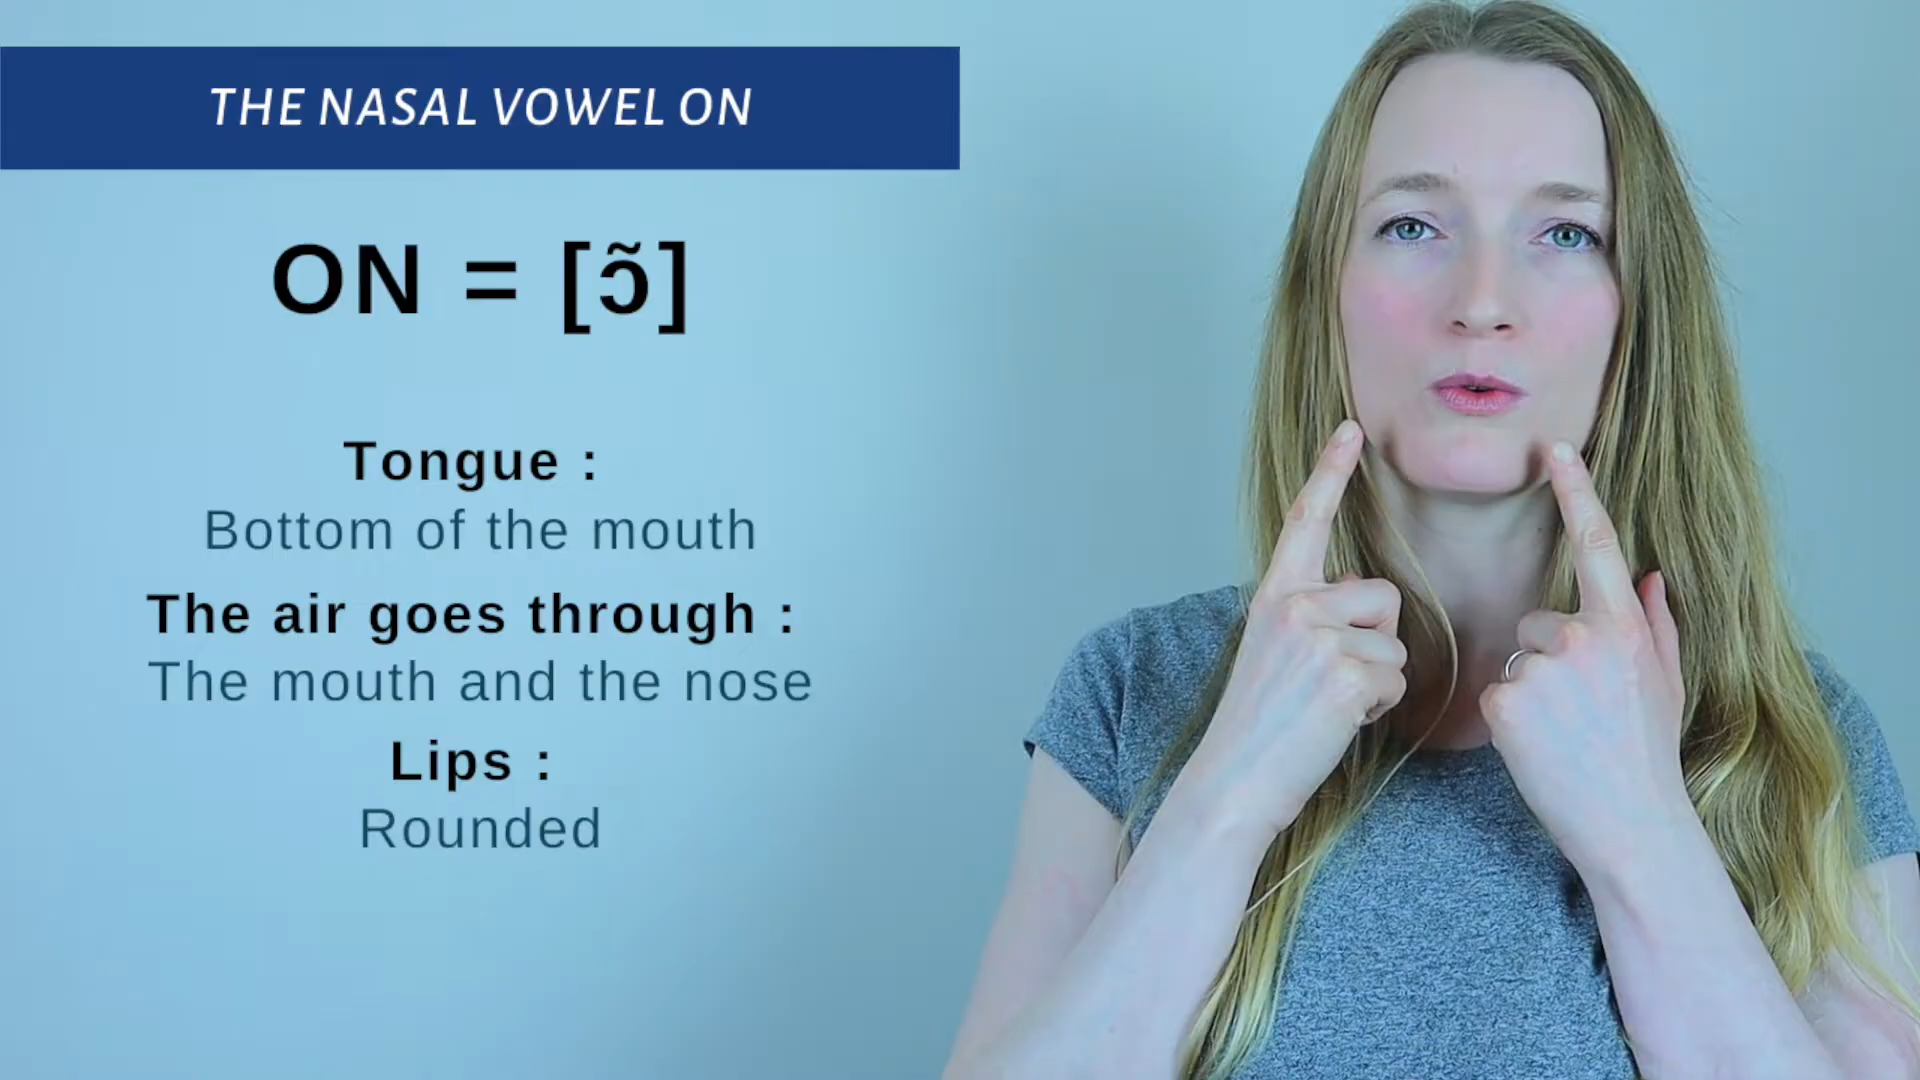 THE NASAL VOWEL ON
ON = [ɔ̃]
Tongue :
Bottom of the mouth
The air goes through :
The mouth and the nose
Lips :
Rounded